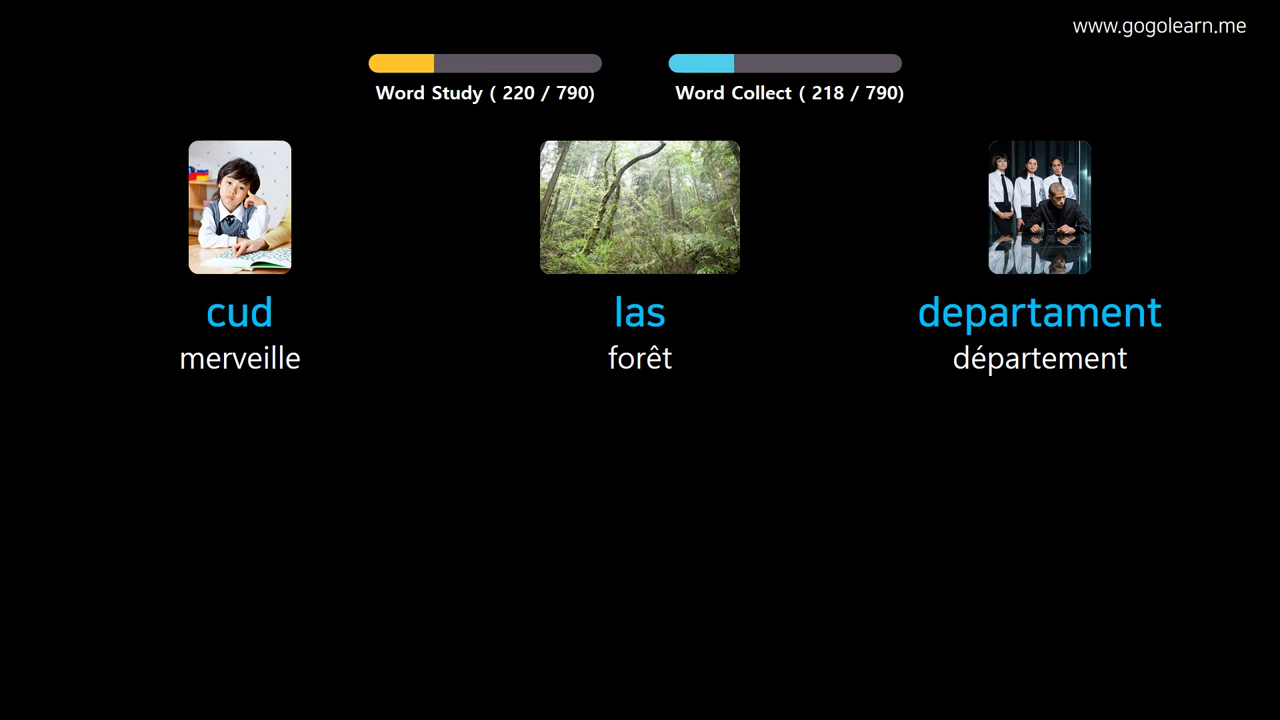 www.gogolearn.me
Word Study ( 220 / 790)
Word Collect ( 218 / 790)
cud
merveille
las
forêt
departament
département